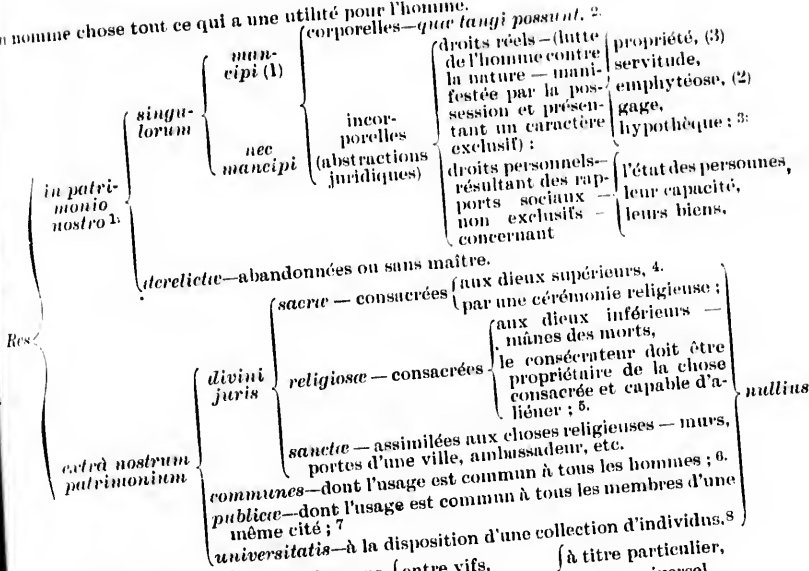 nomme chose tout ce qui a une utilité pour l'homme.
Res
in patri-
monio
nostro 1:
singu-
lorum
man-
cipi (1)
nec
mancipi
corporelles—quæ tangi possunt. 2.
incor-
porelles
(abstractions
juridiques)
droits réels—(lutte
de l'homme contre
la nature — mani-
festée par la pos-
session et présen-
tant un caractère
exclusif) :
propriété, (3)
servitude,
emphytéose, (2)
gage,
hypothèque ; 3:
droits personnels—
résultant des rap-
ports sociaux —
non exclusifs —
concernant
l'état des personnes,
leur capacité,
leurs biens,
derelictæ—abandonnées ou sans maître.
extrà nostrum
patrimonium
divini
juris
sacræ — consacrées
aux dieux supérieurs, 4.
par une cérémonie religieuse ;
religiosæ — consacrées
aux dieux inférieurs —
mânes des morts,
le consécrateur doit être
propriétaire de la chose
consacrée et capable d'a-
liéner ; 5.
sanctæ — assimilées aux choses religieuses — murs,
portes d'une ville, ambassadeur, etc.
communes—dont l'usage est commun à tous les hommes ; 6.
publicæ—dont l'usage est commun à tous les membres d'une
même cité ; 7
universitatis—à la disposition d'une collection d'individus. 8
nullius
entre vifs,
à titre particulier,